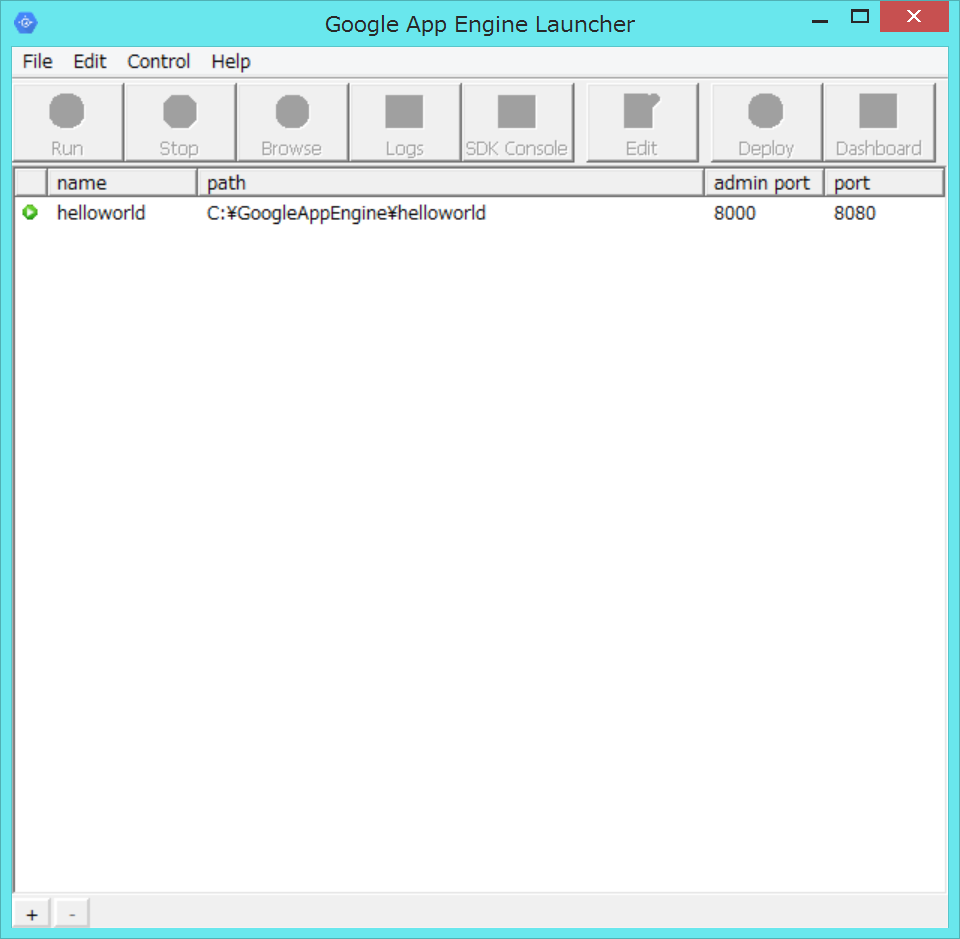 Google App Engine Launcher
File Edit Control Help
Run Stop Browse Logs SDK Console Edit Deploy Dashboard
name path admin port port
helloworld C:¥GoogleAppEngine¥helloworld 8000 8080
+ -